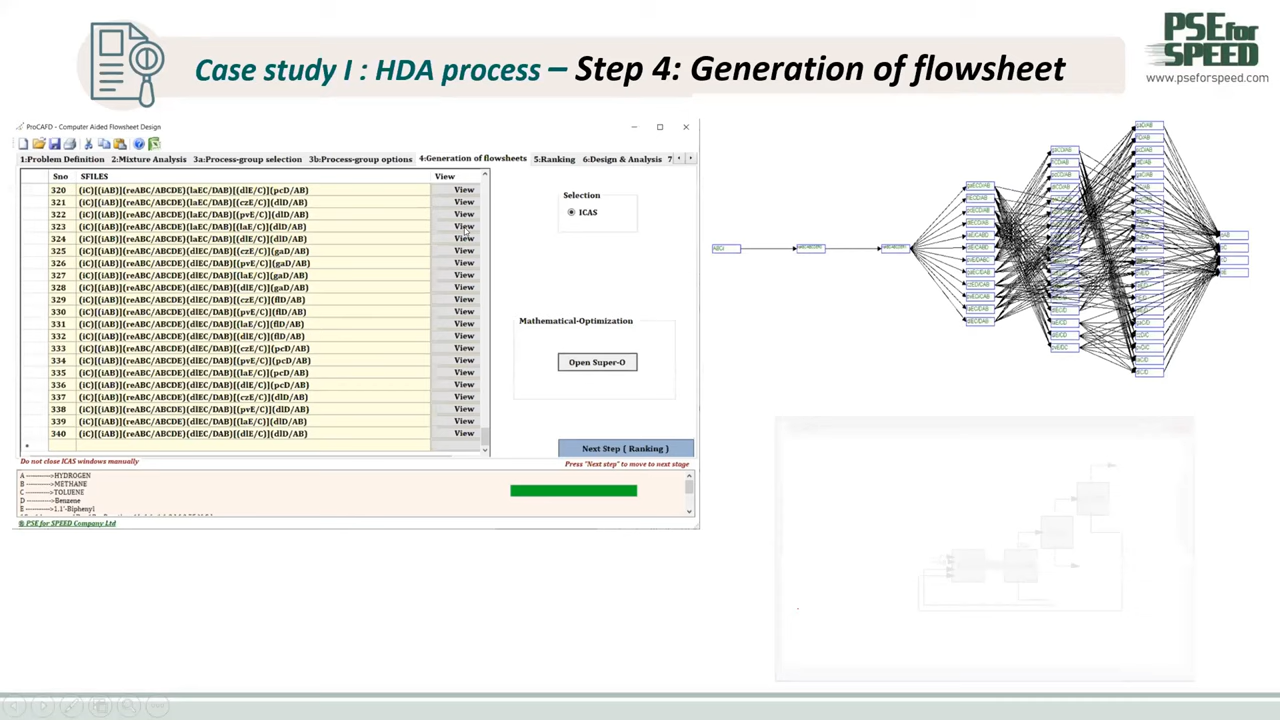 Case study I : HDA process – Step 4: Generation of flowsheet
PSE for
SPEED
www.pseforspeed.com
ProCAFD - Computer Aided Flowsheet Design
1:Problem Definition 2:Mixture Analysis 3a:Process-group selection 3b:Process-group options 4:Generation of flowsheets 5:Ranking 6:Design & Analysis 7
Sno SFILES View
320 (iC)[(iAB)](reABC/ABCDE)(laEC/DAB)[(dlE/C)](pcD/AB) View
321 (iC)[(iAB)](reABC/ABCDE)(laEC/DAB)[(czE/C)](dlD/AB) View
322 (iC)[(iAB)](reABC/ABCDE)(laEC/DAB)[(pvE/C)](dlD/AB) View
323 (iC)[(iAB)](reABC/ABCDE)(laEC/DAB)[(laE/C)](dlD/AB) View
324 (iC)[(iAB)](reABC/ABCDE)(laEC/DAB)[(dlE/C)](dlD/AB) View
325 (iC)[(iAB)](reABC/ABCDE)(dlEC/DAB)[(czE/C)](gaD/AB) View
326 (iC)[(iAB)](reABC/ABCDE)(dlEC/DAB)[(pvE/C)](gaD/AB) View
327 (iC)[(iAB)](reABC/ABCDE)(dlEC/DAB)[(laE/C)](gaD/AB) View
328 (iC)[(iAB)](reABC/ABCDE)(dlEC/DAB)[(dlE/C)](gaD/AB) View
329 (iC)[(iAB)](reABC/ABCDE)(dlEC/DAB)[(czE/C)](flD/AB) View
330 (iC)[(iAB)](reABC/ABCDE)(dlEC/DAB)[(pvE/C)](flD/AB) View
331 (iC)[(iAB)](reABC/ABCDE)(dlEC/DAB)[(laE/C)](flD/AB) View
332 (iC)[(iAB)](reABC/ABCDE)(dlEC/DAB)[(dlE/C)](flD/AB) View
333 (iC)[(iAB)](reABC/ABCDE)(dlEC/DAB)[(czE/C)](pcD/AB) View
334 (iC)[(iAB)](reABC/ABCDE)(dlEC/DAB)[(pvE/C)](pcD/AB) View
335 (iC)[(iAB)](reABC/ABCDE)(dlEC/DAB)[(laE/C)](pcD/AB) View
336 (iC)[(iAB)](reABC/ABCDE)(dlEC/DAB)[(dlE/C)](pcD/AB) View
337 (iC)[(iAB)](reABC/ABCDE)(dlEC/DAB)[(czE/C)](dlD/AB) View
338 (iC)[(iAB)](reABC/ABCDE)(dlEC/DAB)[(pvE/C)](dlD/AB) View
339 (iC)[(iAB)](reABC/ABCDE)(dlEC/DAB)[(laE/C)](dlD/AB) View
340 (iC)[(iAB)](reABC/ABCDE)(dlEC/DAB)[(dlE/C)](dlD/AB) View
Selection
ICAS
Mathematical-Optimization
Open Super-O
Next Step { Ranking }
Do not close ICAS windows manually
Press "Next step" to move to next stage
A ---------->HYDROGEN
B ---------->METHANE
C ---------->TOLUENE
D ---------->Benzene
E ---------->1,1'-Biphenyl
® PSE for SPEED Company Ltd